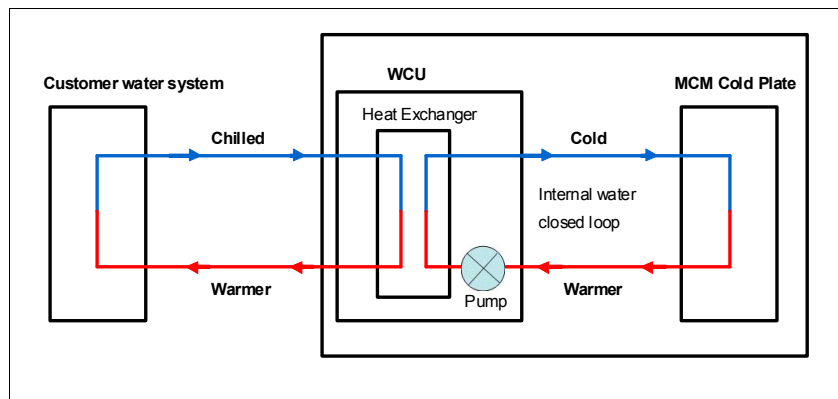 WCU
Customer water system
MCM Cold Plate
Heat Exchanger
Chilled
Cold
Internal water
closed loop
Warmer
Pump
Warmer